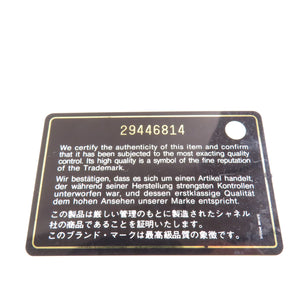 29446814
We certify the authenticity of this item and confirm
that it has been subjected to the most exacting quality
control. Its high quality is a symbol of the fine reputation
of the Trademark.
Wir bestätigen, dass es sich um einen Artikel handelt,
der während seiner Herstellung strengsten Kontrollen
unterworfen war, und dessen erstklassige Qualität
dem hohen Ansehen unserer Marke entspricht.
この製品は厳しい管理のもとに製造されたシャネル
社の商品であることを証明いたします。
このブランド・マークは最高級品質の象徴です。